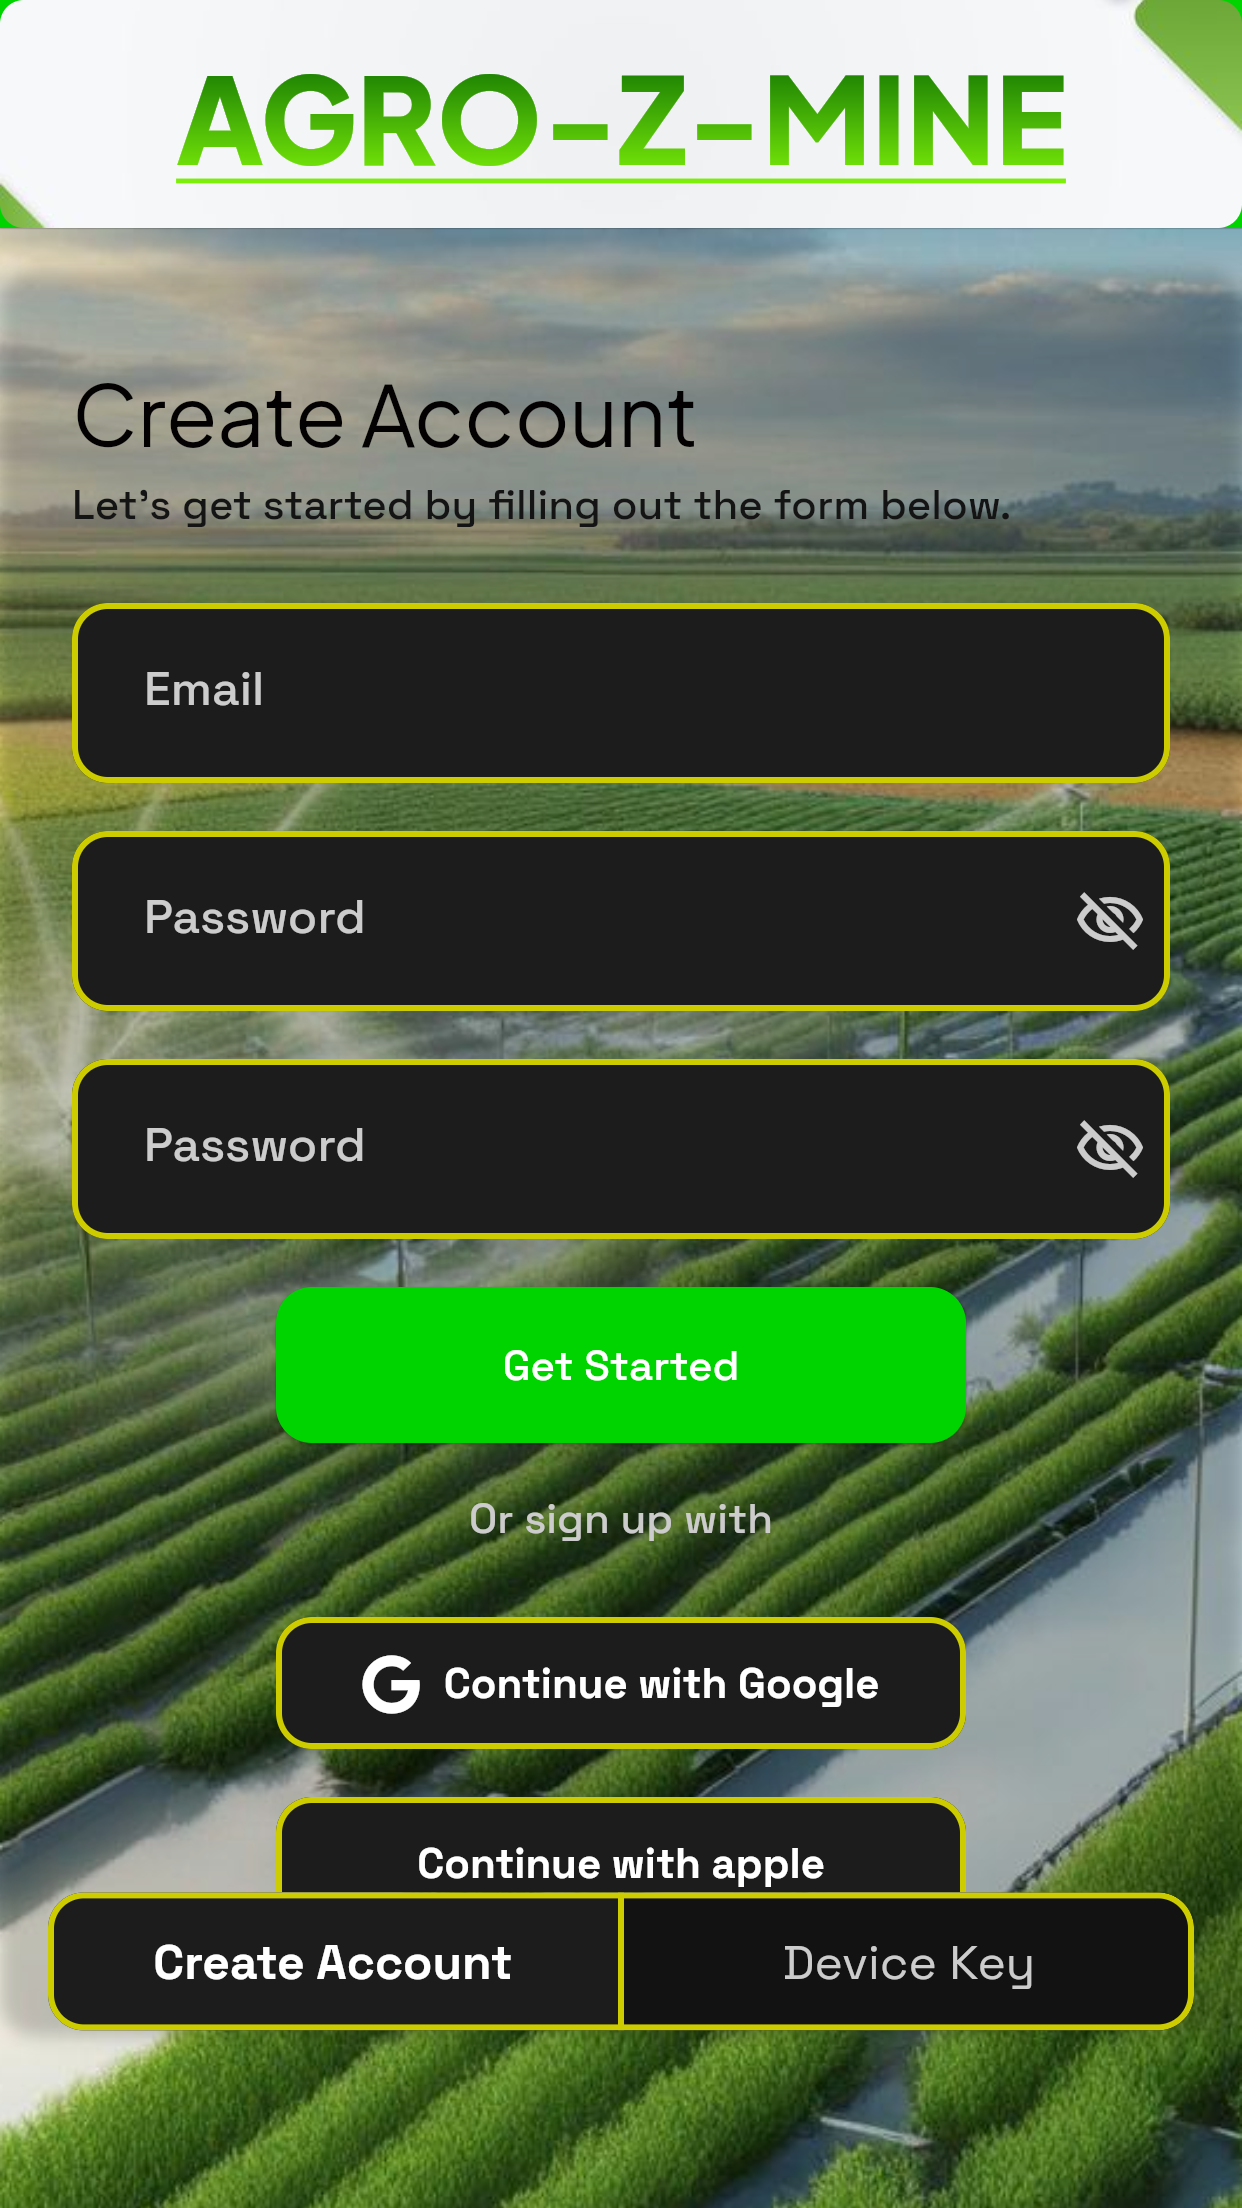 AGRO-Z-MINE
Create Account
Let's get started by filling out the form below.
Email
Password
Password
Get Started
Or sign up with
Continue with Google
Continue with apple
Create Account
Device Key